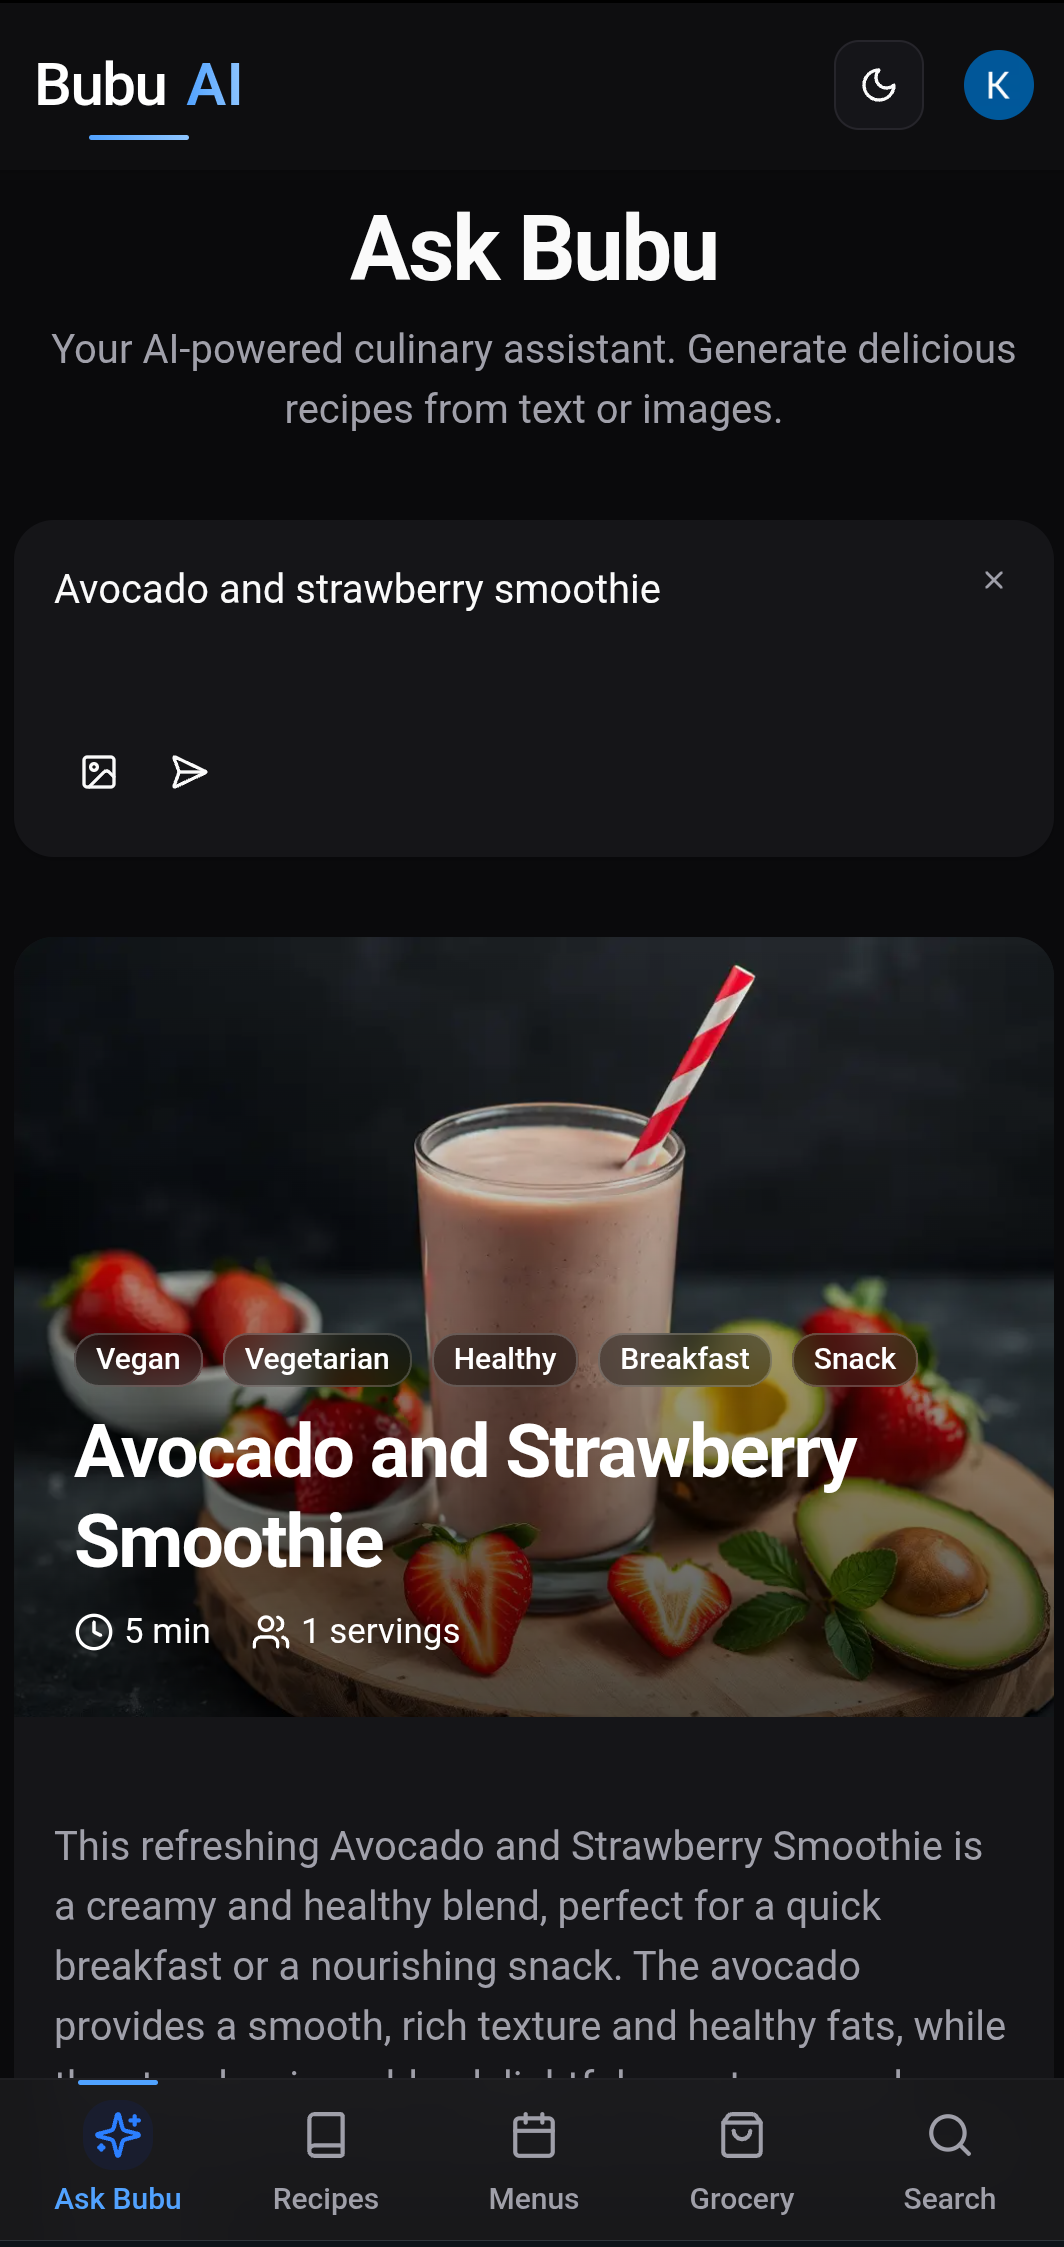 Bubu AI
K
Ask Bubu
Your AI-powered culinary assistant. Generate delicious
recipes from text or images.
Avocado and strawberry smoothie
Vegan Vegetarian Healthy Breakfast Snack
Avocado and Strawberry
Smoothie
5 min 1 servings
This refreshing Avocado and Strawberry Smoothie is
a creamy and healthy blend, perfect for a quick
breakfast or a nourishing snack. The avocado
provides a smooth, rich texture and healthy fats, while
Ask Bubu Recipes Menus Grocery Search